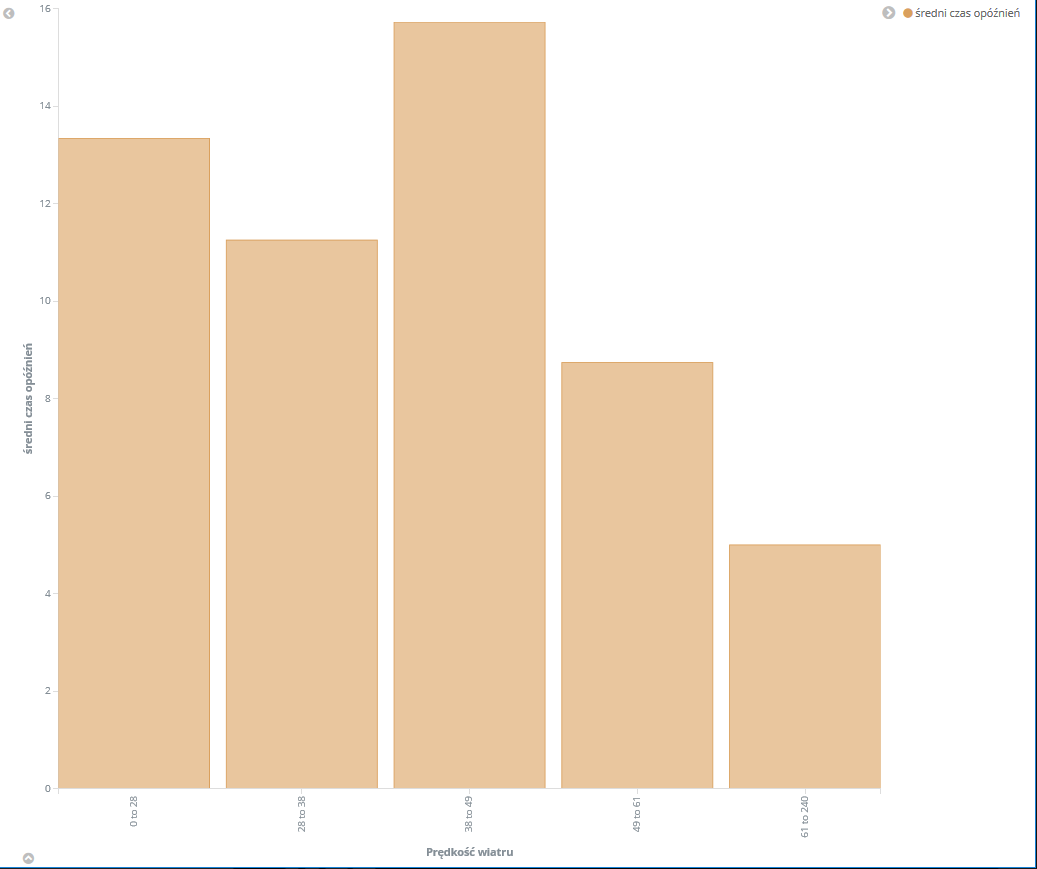 średni czas opóźnień
16
14
12
10
8
6
4
2
0
średni czas opóźnień
0 to 28
28 to 38
38 to 49
49 to 61
61 to 240
Prędkość wiatru